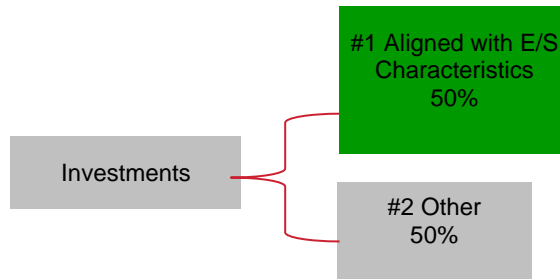 #1 Aligned with E/S
Characteristics
50%
Investments
#2 Other
50%